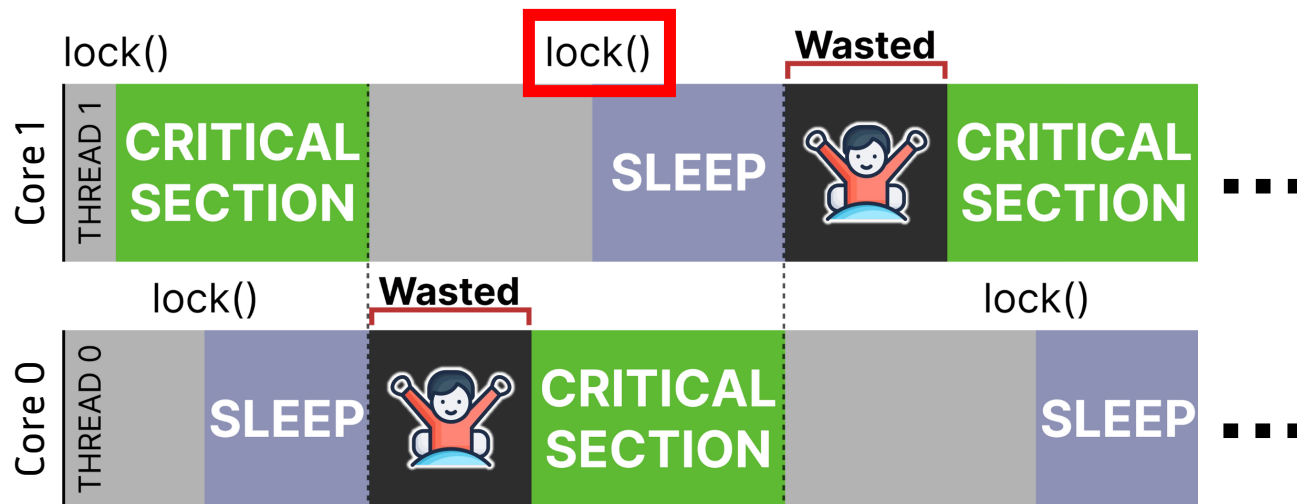 lock()
lock()
Wasted
Core 1
THREAD 1
CRITICAL
SECTION
SLEEP
CRITICAL
SECTION
...
lock()
Wasted
lock()
Core 0
THREAD 0
SLEEP
CRITICAL
SECTION
SLEEP
...